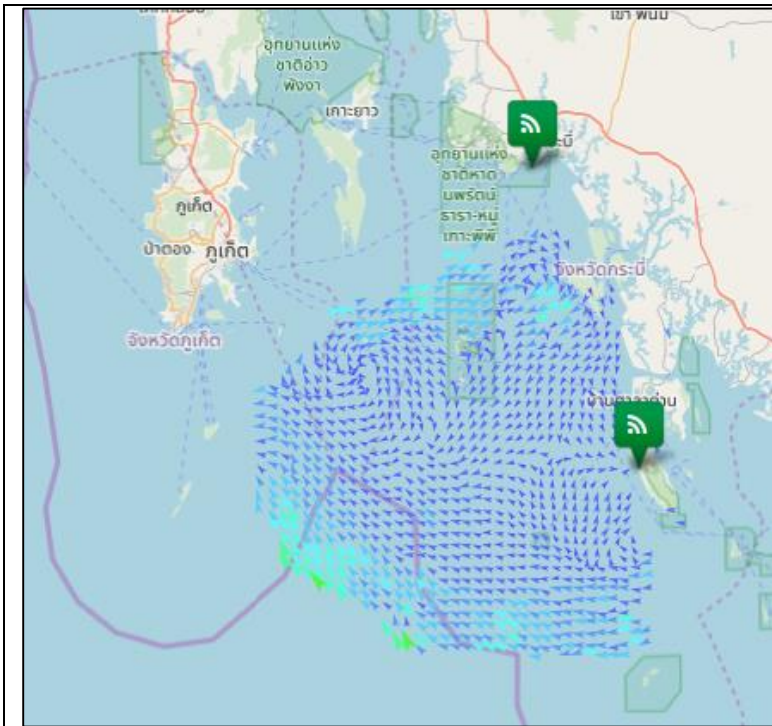 อุทยานแห่ง
ชาติอ่าว
พังงา
เกาะยาว
เขา พนม
อุทยานแห่ง
ชาติหาด
นพรัตน์
ธารา-หมู่
เกาะพีพี
ภูเก็ต
ป่าตอง
ภูเก็ต
จังหวัดภูเก็ต
จังหวัดกระบี่